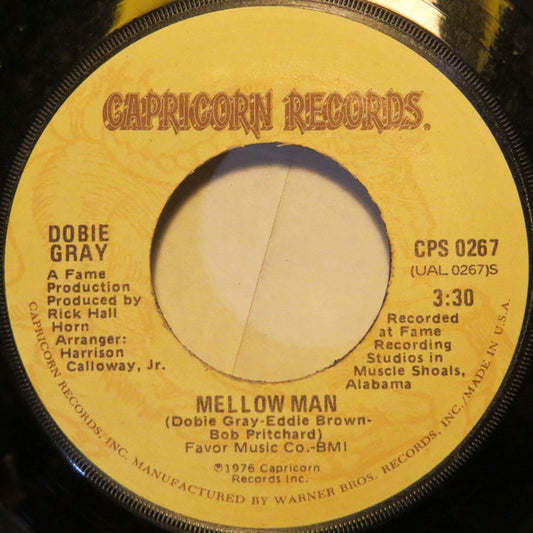 CAPRICORN RECORDS.
DOBIE
GRAY
A Fame
Production
Produced by
Rick Hall
Horn
Arranger:
Harrison
Calloway, Jr.
CPS 0267
(UAL 0267)S
3:30
Recorded
at Fame
Recording
Studios in
Muscle Shoals,
Alabama
MELLOW MAN
(Dobie Gray-Eddie Brown-
Bob Pritchard)
Favor Music Co.-BMI
℗1976 Capricorn
Records Inc.
CAPRICORN RECORDS, INC. MANUFACTURED BY WARNER BROS. RECORDS, INC./MADE IN U.S.A.